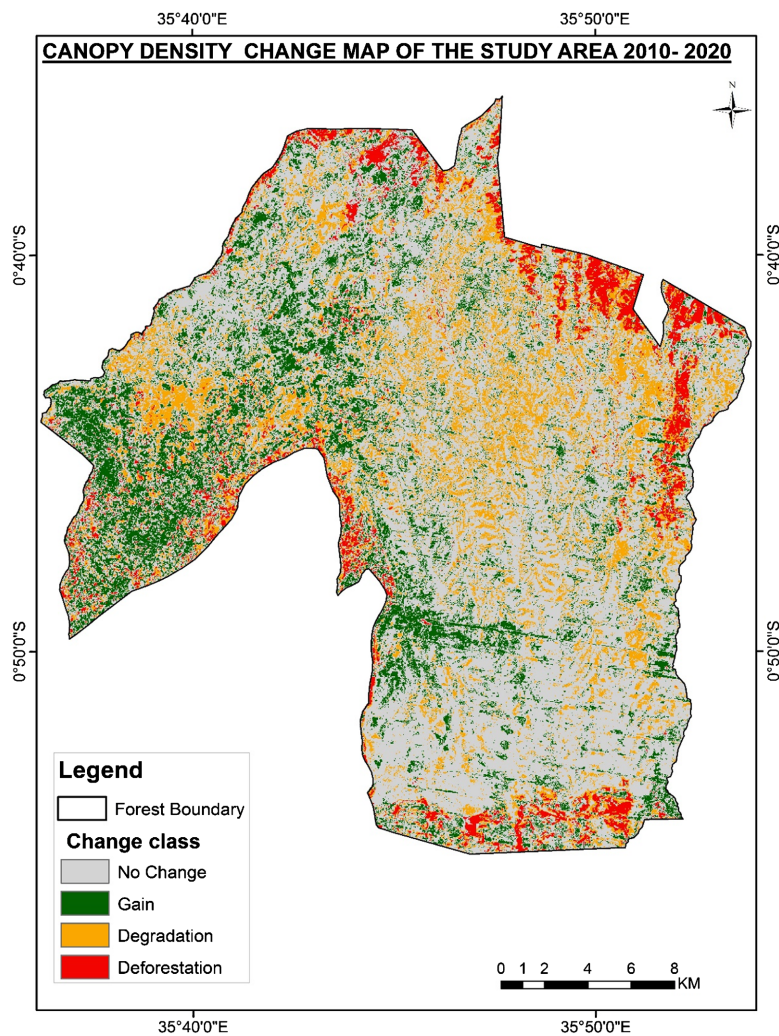 35°40'0"E 35°50'0"E
CANOPY DENSITY CHANGE MAP OF THE STUDY AREA 2010- 2020
N
0°40'0"S 0°40'0"S
0°50'0"S 0°50'0"S
Legend
Forest Boundary
Change class
No Change
Gain
Degradation
Deforestation
0 1 2 4 6 8
KM
35°40'0"E 35°50'0"E